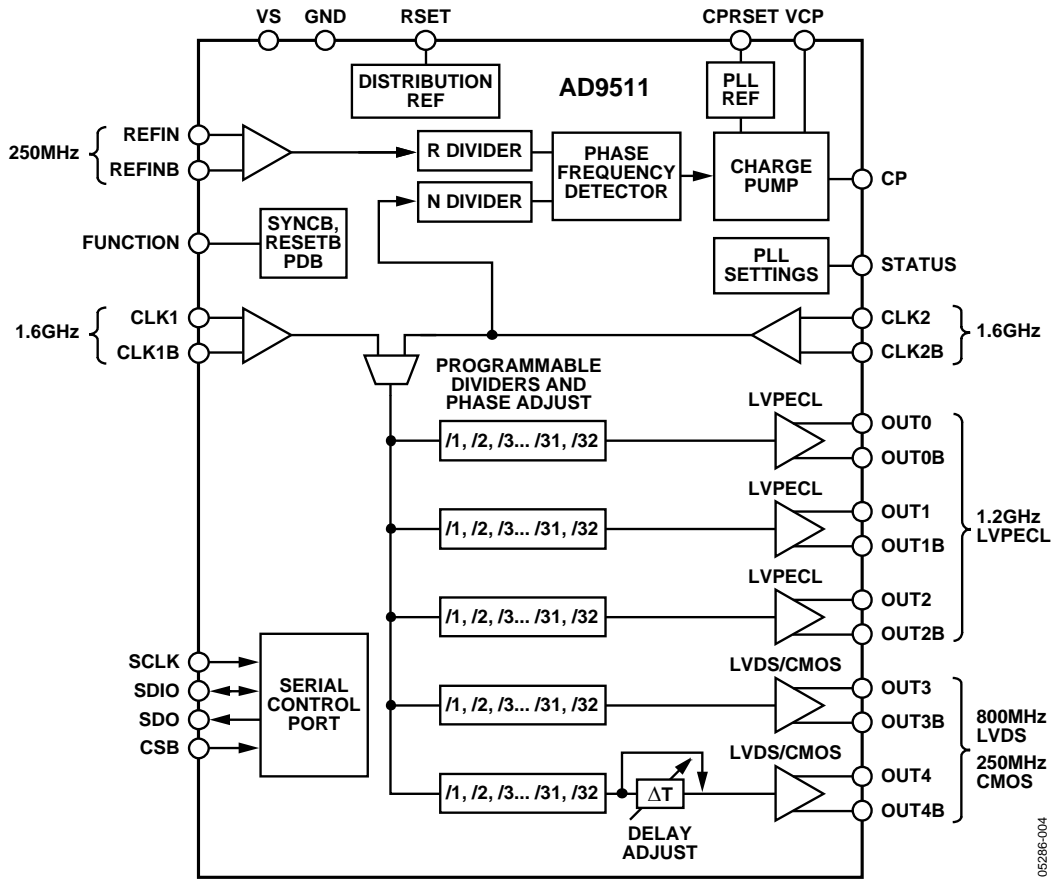 VS
GND
RSET
CPRSET
VCP
DISTRIBUTION
REF
AD9511
PLL
REF
250MHz
REFIN
REFINB
R DIVIDER
N DIVIDER
PHASE
FREQUENCY
DETECTOR
CHARGE
PUMP
CP
FUNCTION
SYNCB,
RESETB
PDB
PLL
SETTINGS
STATUS
1.6GHz
CLK1
CLK1B
CLK2
CLK2B
1.6GHz
PROGRAMMABLE
DIVIDERS AND
PHASE ADJUST
LVPECL
/1, /2, /3... /31, /32
OUT0
OUT0B
LVPECL
/1, /2, /3... /31, /32
OUT1
OUT1B
1.2GHz
LVPECL
LVPECL
/1, /2, /3... /31, /32
OUT2
OUT2B
SCLK
SDIO
SDO
CSB
SERIAL
CONTROL
PORT
LVDS/CMOS
/1, /2, /3... /31, /32
OUT3
OUT3B
800MHz
LVDS
250MHz
CMOS
LVDS/CMOS
/1, /2, /3... /31, /32
ΔT
OUT4
OUT4B
DELAY
ADJUST
05286-004